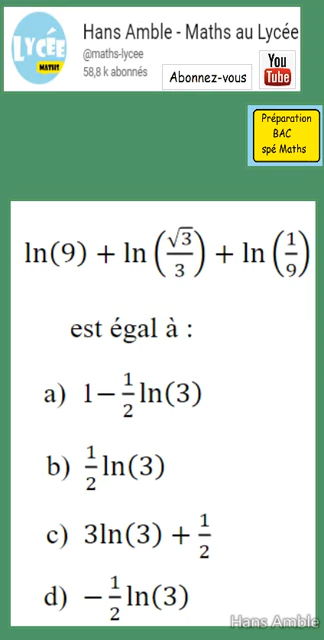 LYCÉE
MATHS
Hans Amble - Maths au Lycée
@maths-lycee
58,8 k abonnés
Abonnez-vous
You
Tube
Préparation
BAC
spé Maths
ln(9) + ln(√3/3) + ln(1/9)
est égal à :
a) 1−1/2 ln(3)
b) 1/2 ln(3)
c) 3ln(3) + 1/2
d) −1/2 ln(3)
Hans Amble